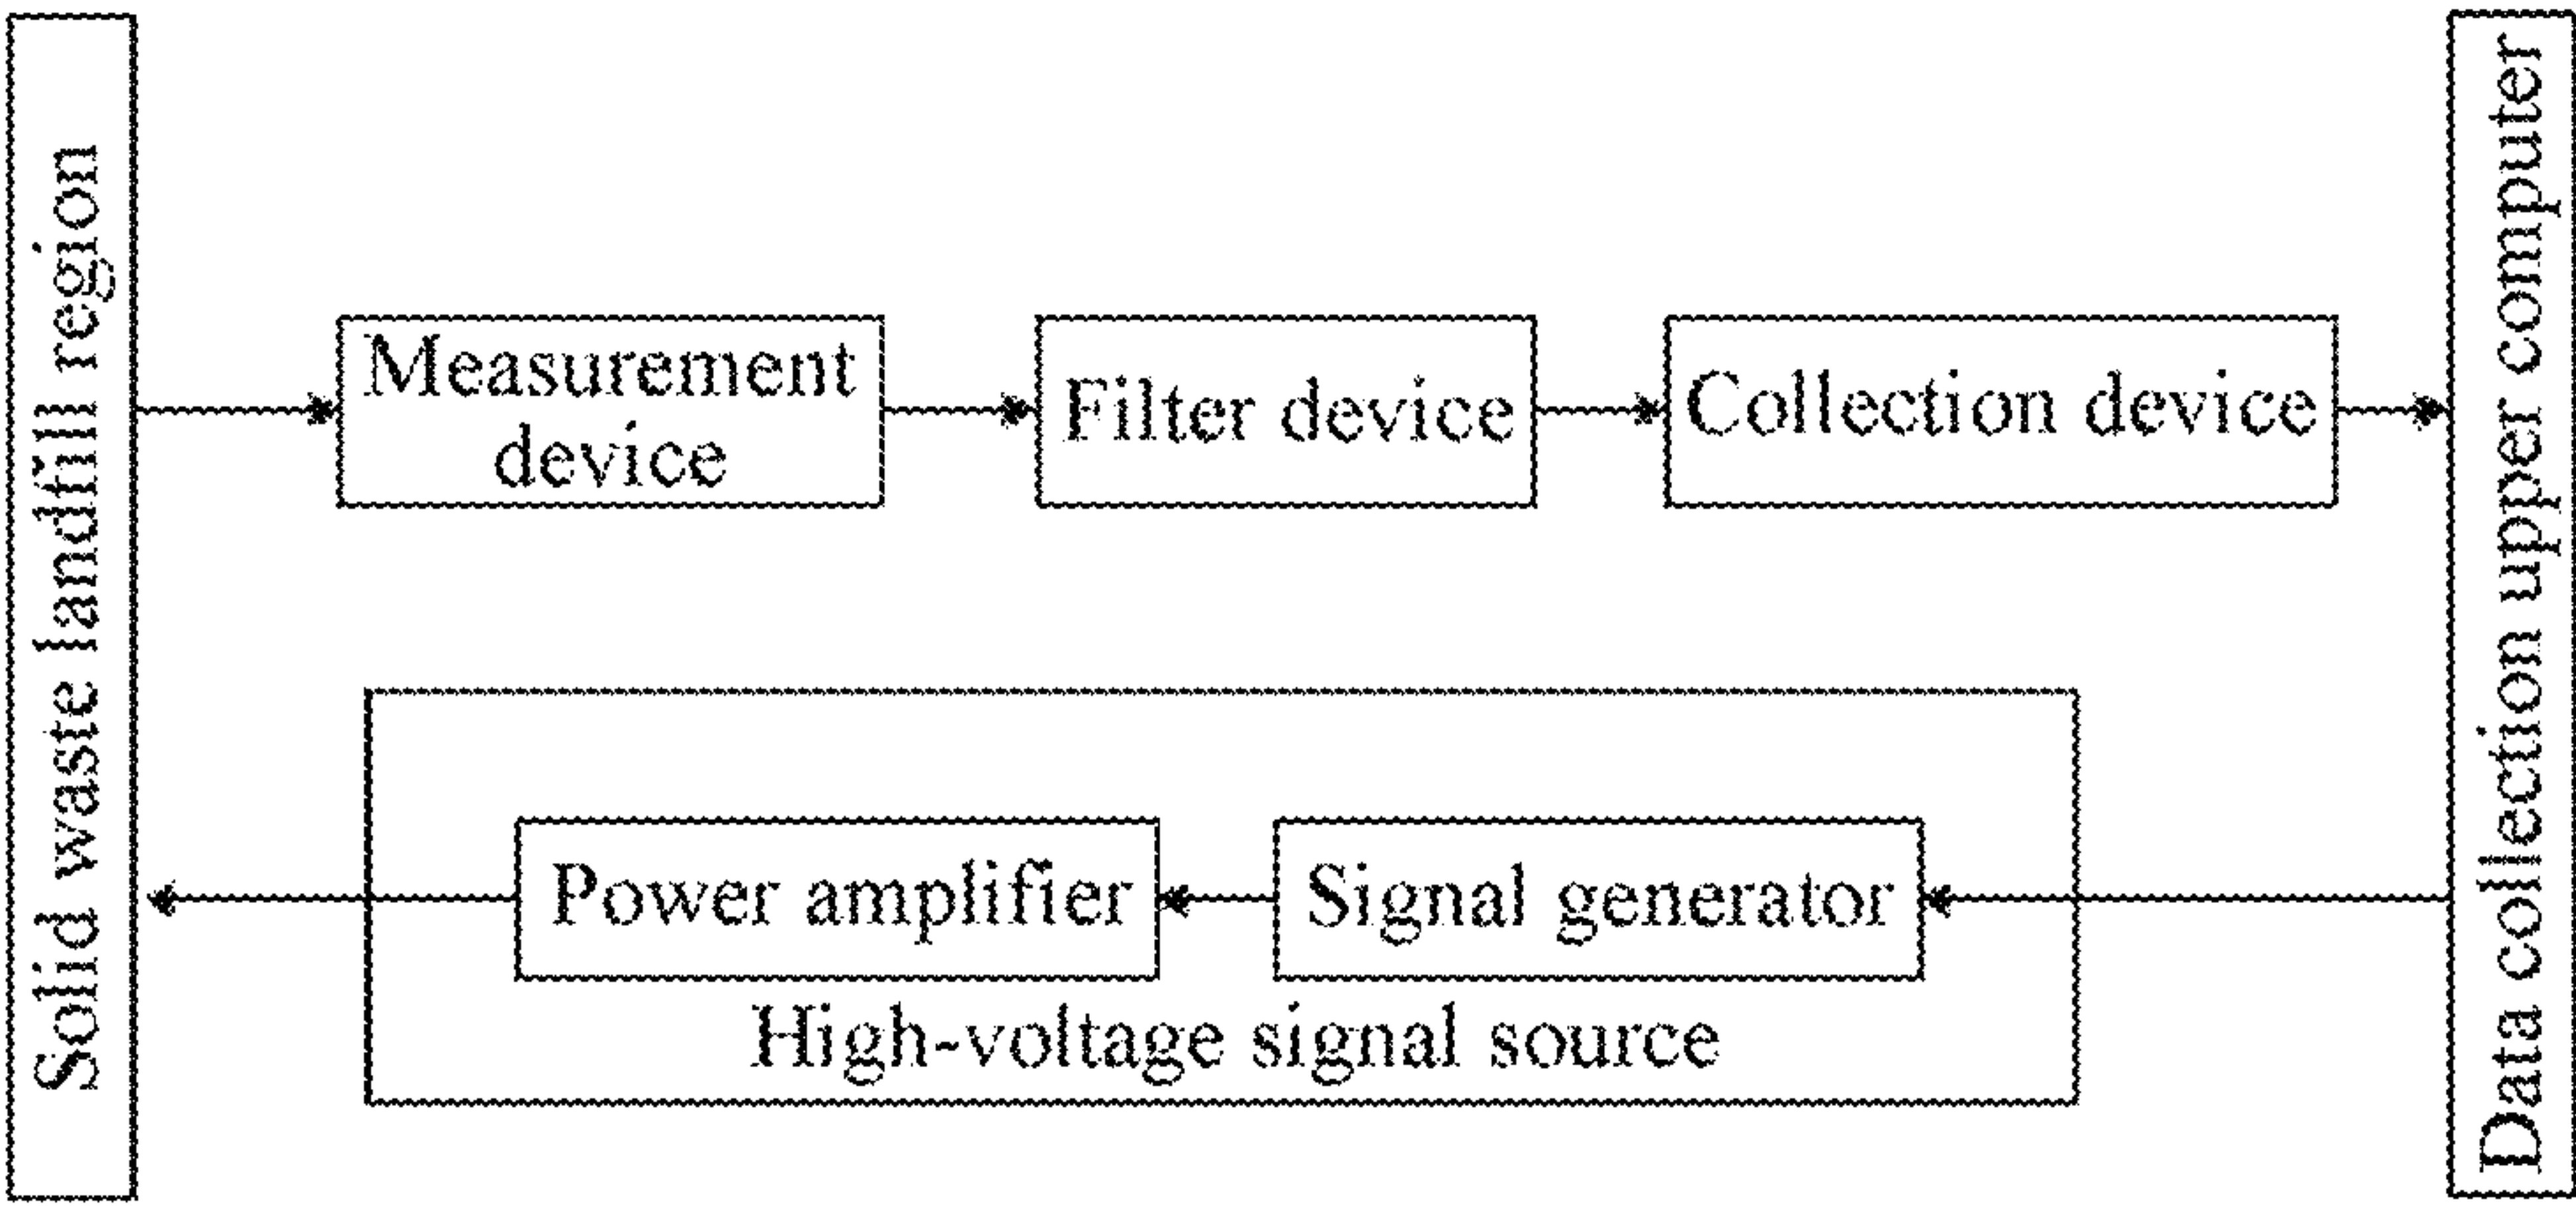 Solid waste landfill region
Measurement
device
Filter device
Collection device
Data collection upper computer
Power amplifier
Signal generator
High-voltage signal source